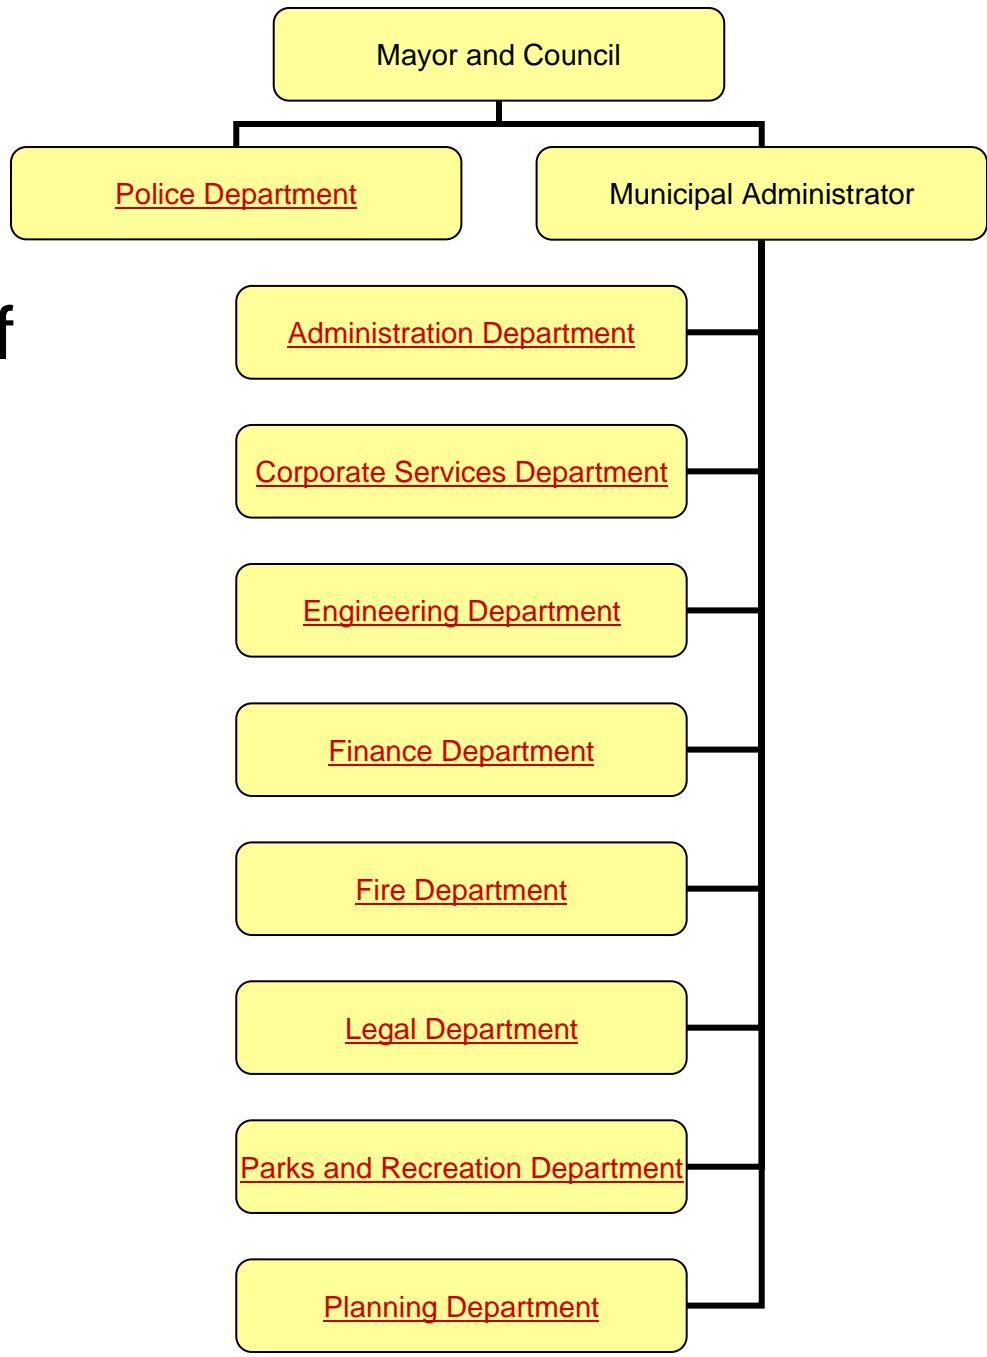 Mayor and Council
Police Department
Municipal Administrator
f
Administration Department
Corporate Services Department
Engineering Department
Finance Department
Fire Department
Legal Department
Parks and Recreation Department
Planning Department